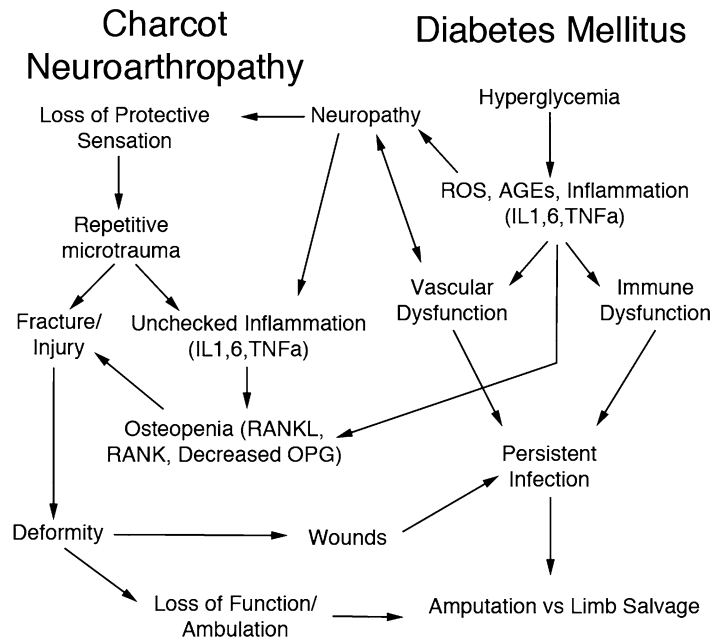 Charcot
Neuroarthropathy
Diabetes Mellitus
Hyperglycemia
Loss of Protective
Sensation
Neuropathy
ROS, AGEs, Inflammation
(IL1,6,TNFa)
Repetitive
microtrauma
Vascular
Dysfunction
Immune
Dysfunction
Fracture/
Injury
Unchecked Inflammation
(IL1,6,TNFa)
Osteopenia (RANKL,
RANK, Decreased OPG)
Persistent
Infection
Deformity
Wounds
Loss of Function/
Ambulation
Amputation vs Limb Salvage